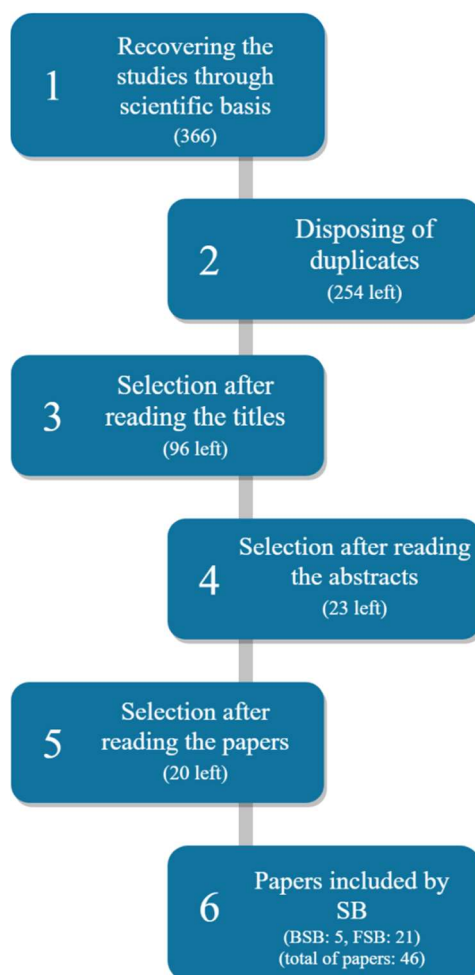 1
Recovering the
studies through
scientific basis
(366)
2
Disposing of
duplicates
(254 left)
3
Selection after
reading the titles
(96 left)
4
Selection after reading
the abstracts
(23 left)
5
Selection after
reading the papers
(20 left)
6
Papers included by
SB
(BSB: 5, FSB: 21)
(total of papers: 46)